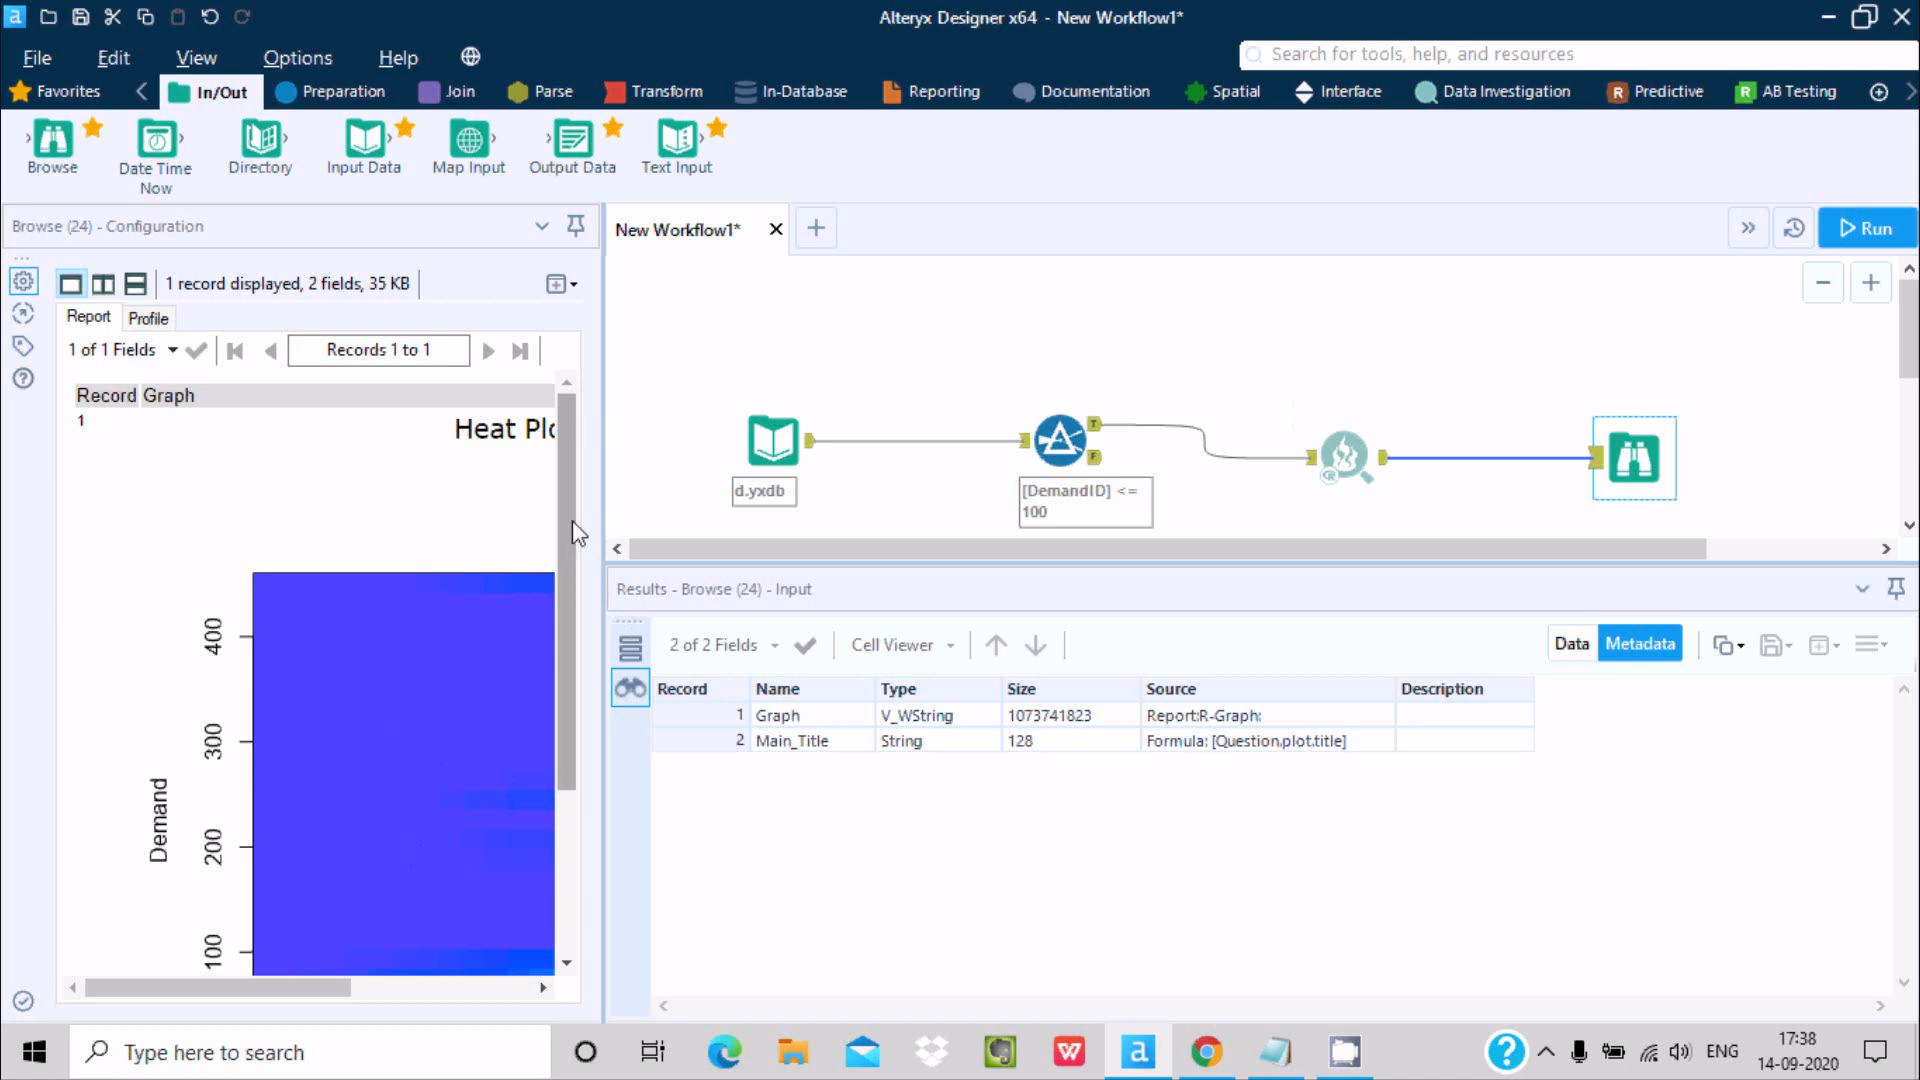 Alteryx Designer x64 - New Workflow1*
File Edit View Options Help
Search for tools, help, and resources
Favorites In/Out Preparation Join Parse Transform In-Database Reporting Documentation Spatial Interface Data Investigation Predictive AB Testing
Browse Date Time Now Directory Input Data Map Input Output Data Text Input
Browse (24) - Configuration
1 record displayed, 2 fields, 35 KB
Report Profile
1 of 1 Fields Records 1 to 1
Record Graph
1
Heat Plo
400
300
200
100
Demand
New Workflow1*
Run
d.yxdb
T
F
[DemandID] <=
100
R
Results - Browse (24) - Input
2 of 2 Fields Cell Viewer Data Metadata
Record Name Type Size Source Description
1 Graph V_WString 1073741823 Report:R-Graph:
2 Main_Title String 128 Formula: [Question.plot.title]
Type here to search
ENG
17:38
14-09-2020